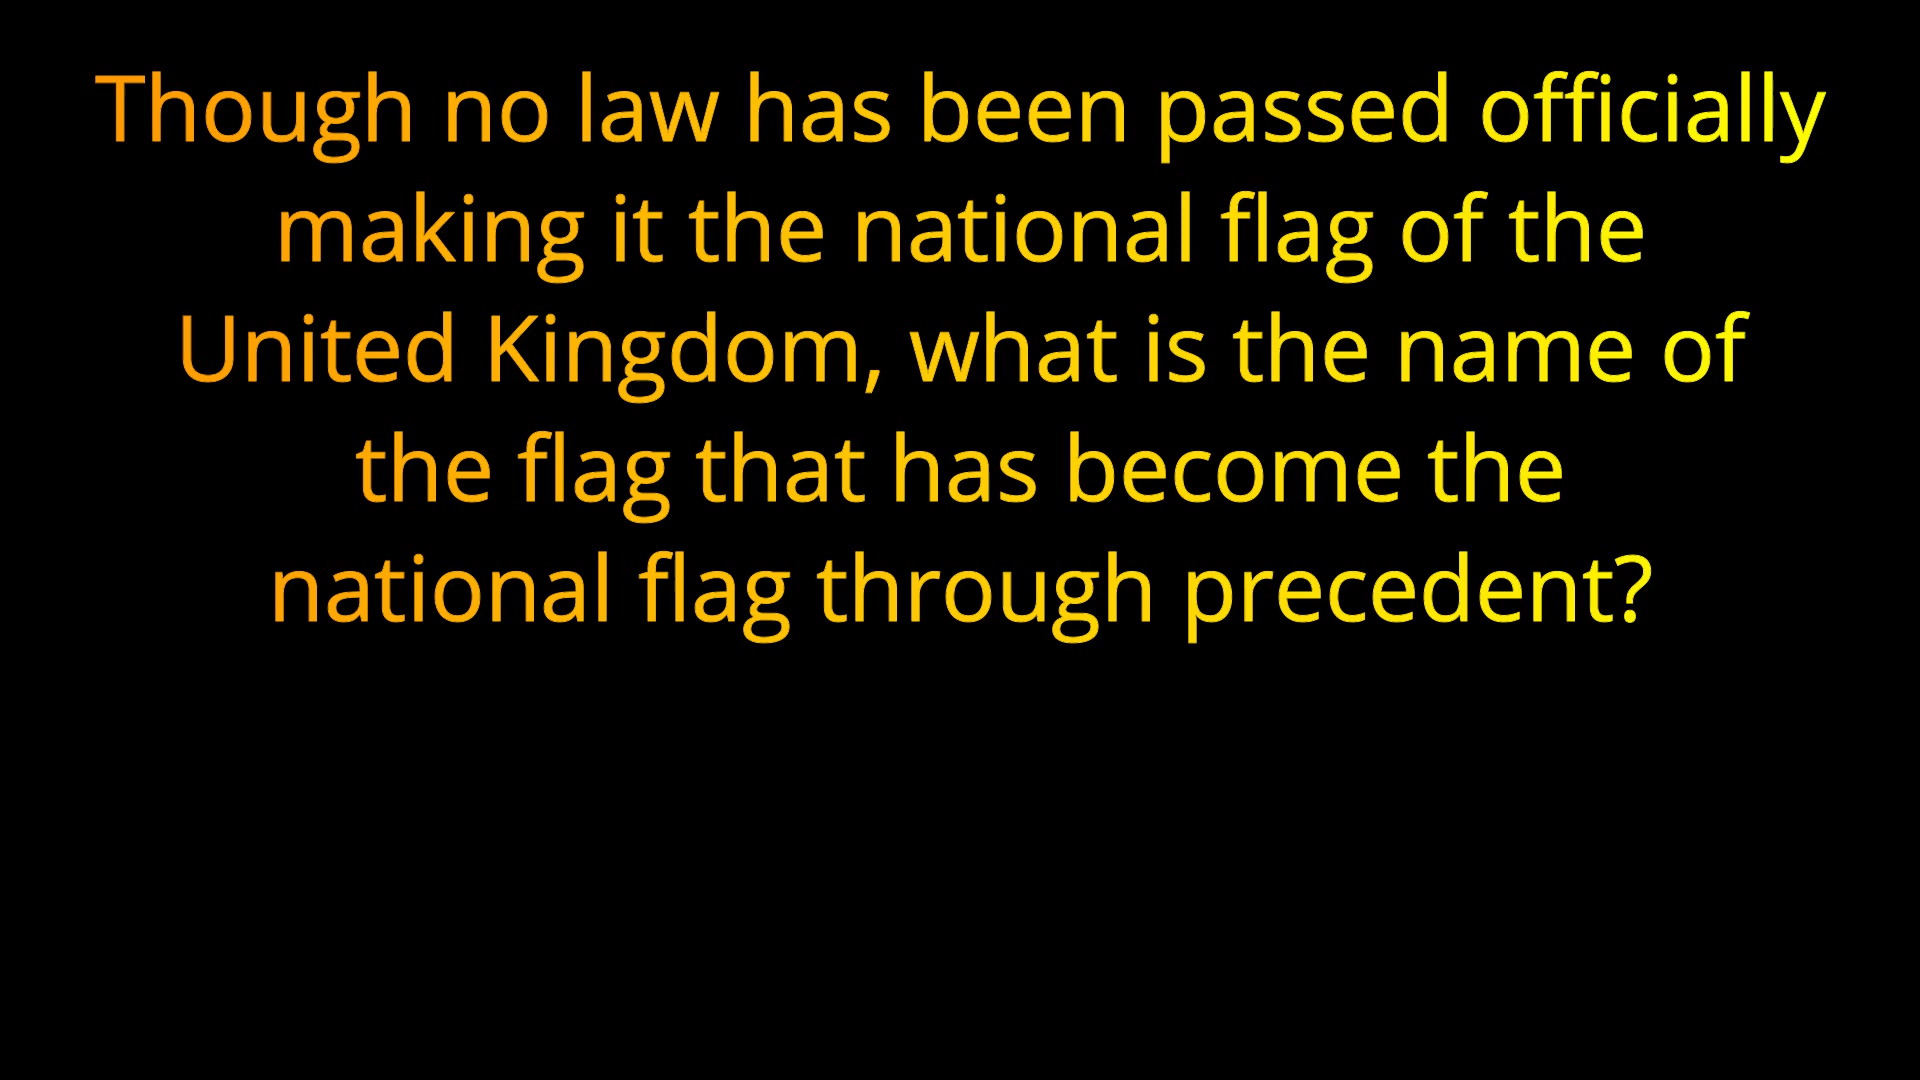 Though no law has been passed officially
making it the national flag of the
United Kingdom, what is the name of
the flag that has become the
national flag through precedent?